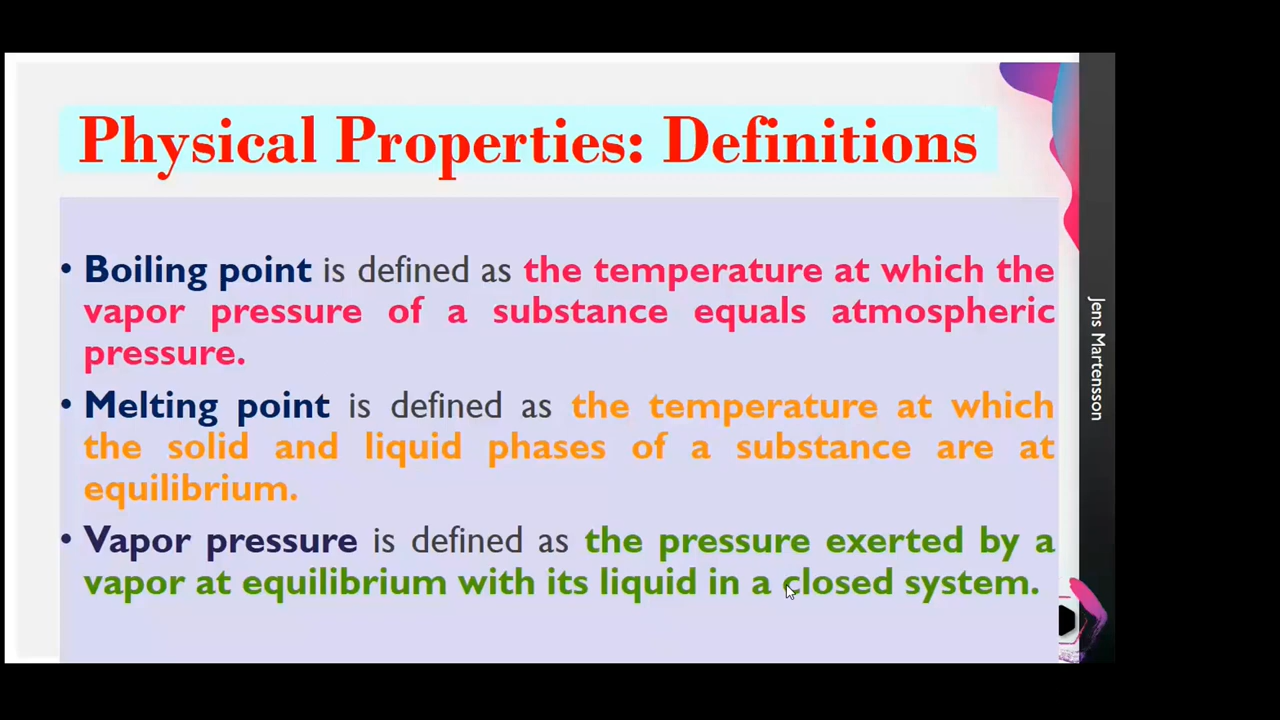 Physical Properties: Definitions
• Boiling point is defined as the temperature at which the
vapor pressure of a substance equals atmospheric
pressure.
• Melting point is defined as the temperature at which
the solid and liquid phases of a substance are at
equilibrium.
• Vapor pressure is defined as the pressure exerted by a
vapor at equilibrium with its liquid in a closed system.
Jens Martensson